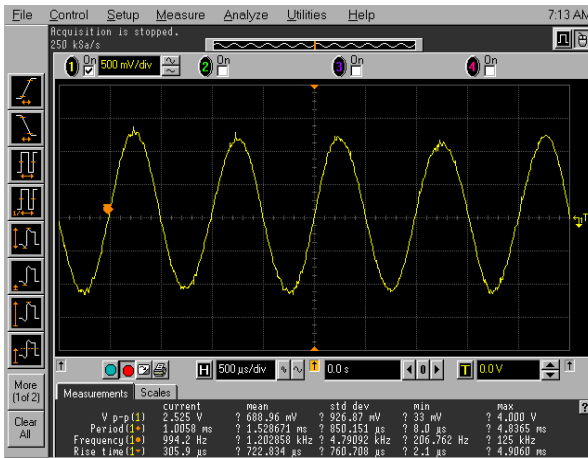 File Control Setup Measure Analyze Utilities Help 7:13 AM
Acquisition is stopped.
250 kSa/s
1 On 500 mV/div 2 On 3 On 4 On
T
More
(1of 2)
Clear
All
H 500 µs/div 0.0 s 0 T 0.0 V
Measurements Scales ?
current mean std dev min max
V p-p(1) 2.525 V ? 688.96 mV ? 926.87 mV ? 33 mV ? 4.000 V
Period(1) 1.0058 ms ? 1.528671 ms ? 850.151 µs ? 8.0 µs ? 4.8365 ms
Frequency(1) 994.2 Hz ? 1.202858 kHz ? 4.79092 kHz ? 206.762 Hz ? 125 kHz
Rise time(1) 305.9 µs ? 722.834 µs ? 760.708 µs ? 2.1 µs ? 4.9060 ms